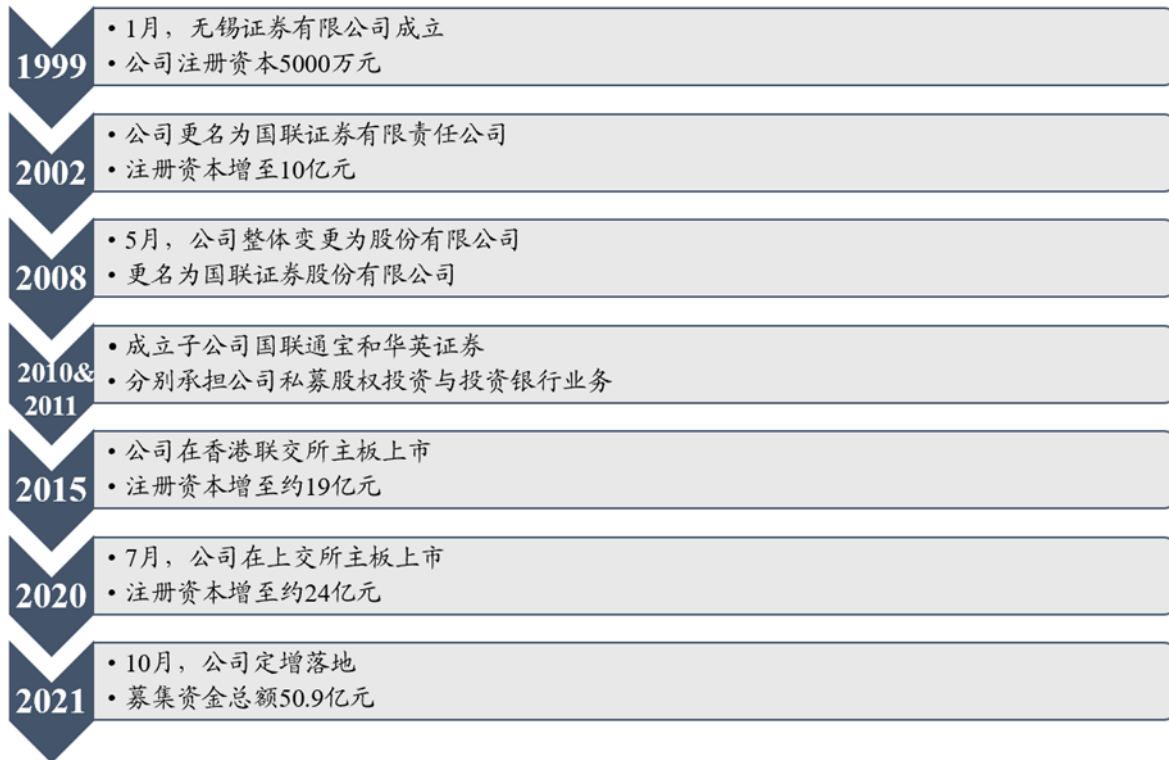 1999
• 1月，无锡证券有限公司成立
• 公司注册资本5000万元
2002
• 公司更名为国联证券有限责任公司
• 注册资本增至10亿元
2008
• 5月，公司整体变更为股份有限公司
• 更名为国联证券股份有限公司
2010&
2011
• 成立子公司国联通宝和华英证券
• 分别承担公司私募股权投资与投资银行业务
2015
• 公司在香港联交所主板上市
• 注册资本增至约19亿元
2020
• 7月，公司在上交所主板上市
• 注册资本增至约24亿元
2021
• 10月，公司定增落地
• 募集资金总额50.9亿元